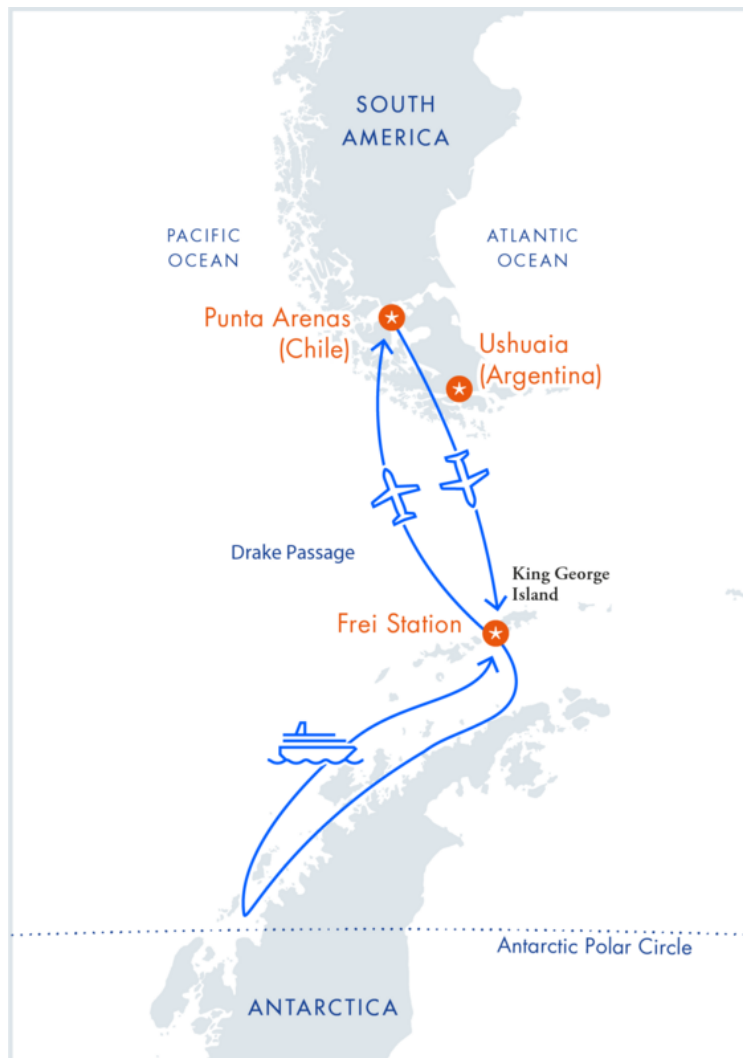 SOUTH
AMERICA
PACIFIC
OCEAN
ATLANTIC
OCEAN
Punta Arenas
(Chile)
Ushuaia
(Argentina)
Drake Passage
King George
Island
Frei Station
Antarctic Polar Circle
ANTARCTICA